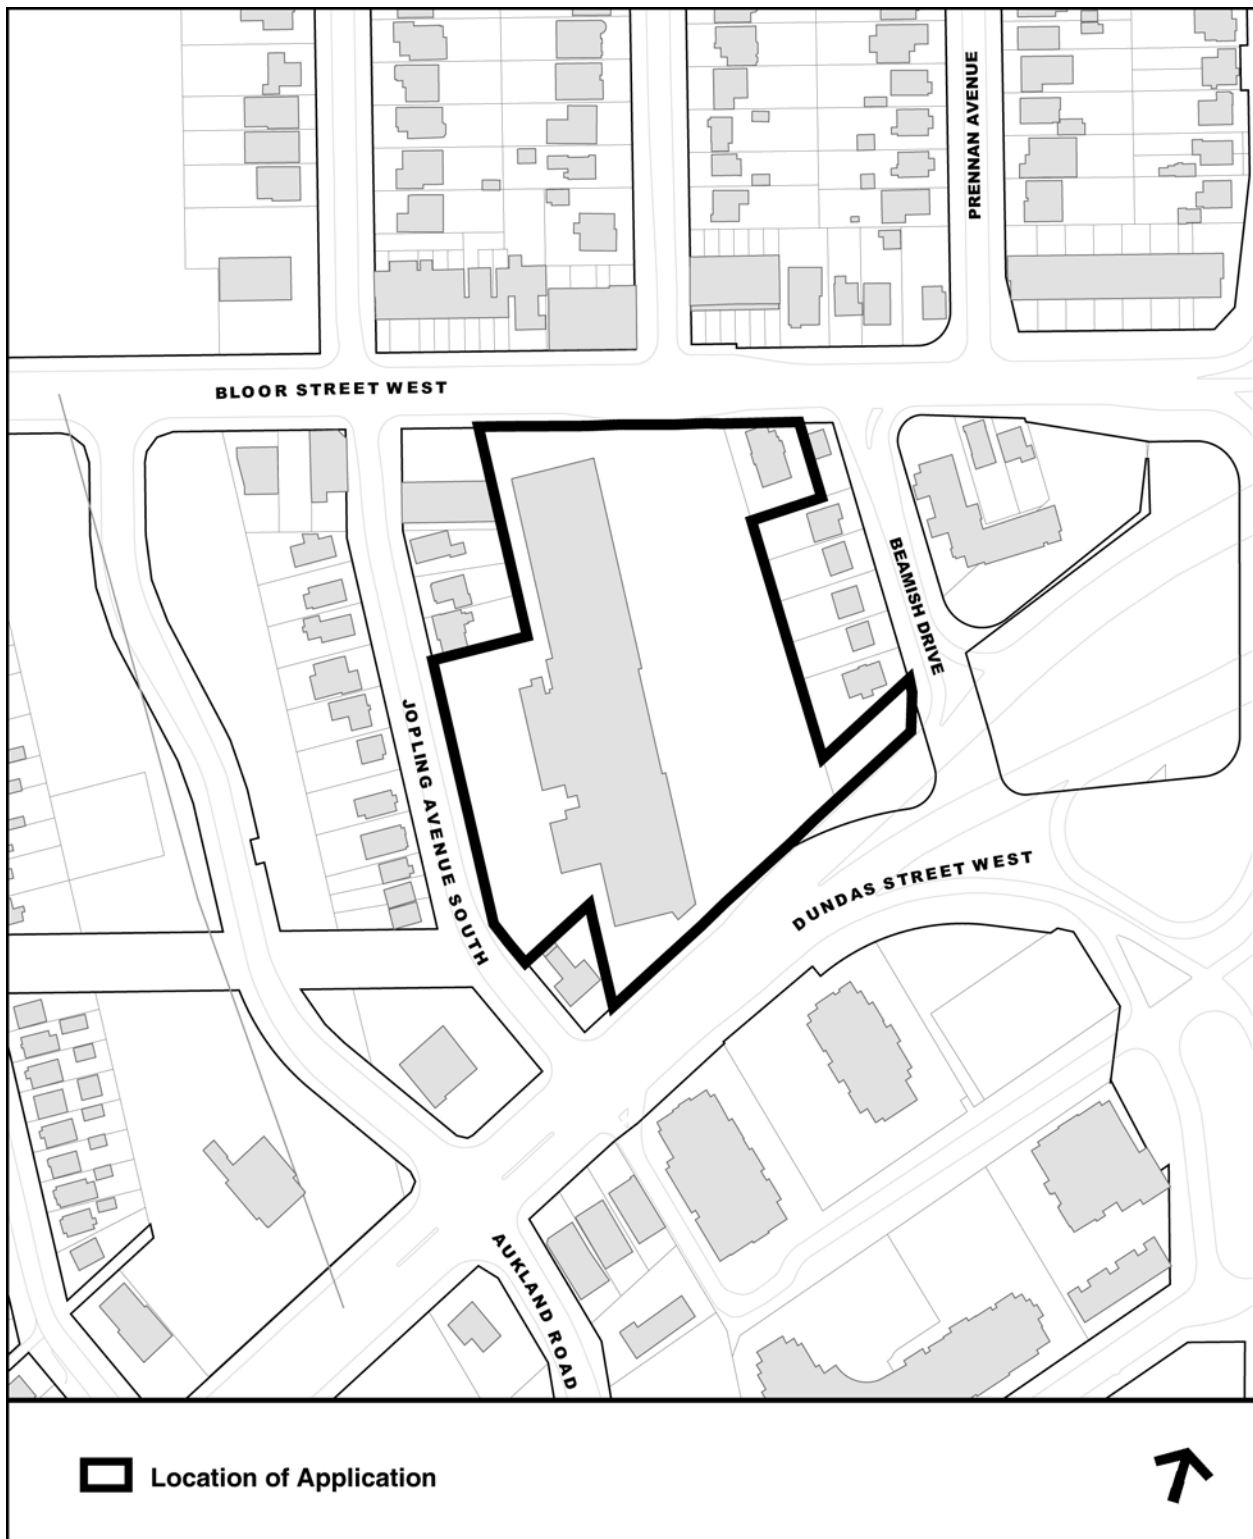 PRENNAN AVENUE
BLOOR STREET WEST
BEAMISH DRIVE
JOPLING AVENUE SOUTH
DUNDAS STREET WEST
AUKLAND ROAD
Location of Application